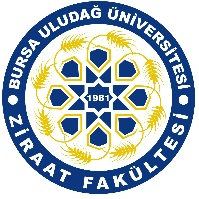 BURSA ULUDAĞ ÜNİVERSİTESİ
1981
ZİRAAT FAKÜLTESİ